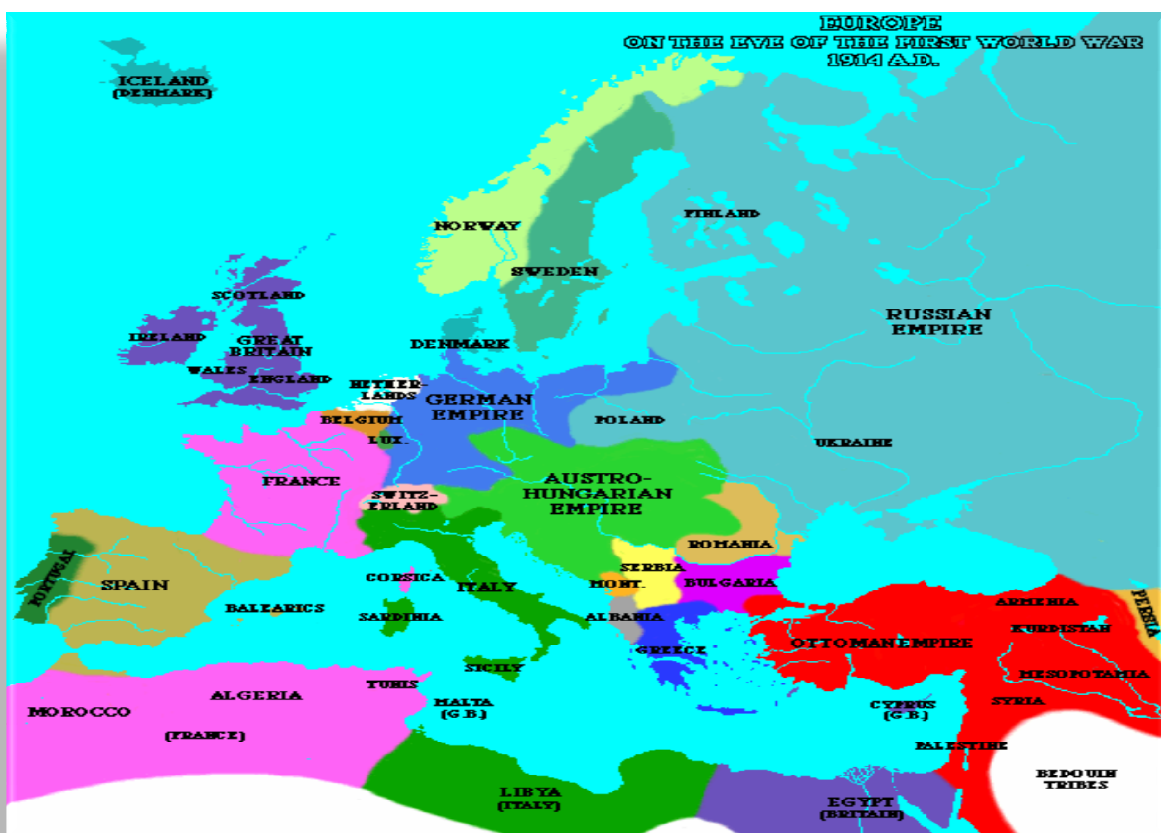 EUROPE
ON THE EVE OF THE FIRST WORLD WAR
1914 A.D.
ICELAND
(DENMARK)
NORWAY
FINLAND
SWEDEN
SCOTLAND
RUSSIAN
EMPIRE
IRELAND
GREAT
BRITAIN
DENMARK
WALES
ENGLAND
NETHER-
LANDS
GERMAN
EMPIRE
BELGIUM
POLAND
LUX.
UKRAINE
FRANCE
AUSTRO-
HUNGARIAN
EMPIRE
SWITZ-
ERLAND
ROMANIA
SERBIA
PORTUGAL
SPAIN
CORSICA
ITALY
MONT.
BULGARIA
PERSIA
ARMENIA
BALEARICS
SARDINIA
ALBANIA
KURDISTAN
OTTOMAN EMPIRE
GREECE
SICILY
MESOPOTAMIA
TUNIS
ALGERIA
MALTA
(G.B.)
CYPRUS
(G.B.)
SYRIA
MOROCCO
(FRANCE)
PALESTINE
BEDOUIN
TRIBES
LIBYA
(ITALY)
EGYPT
(BRITAIN)